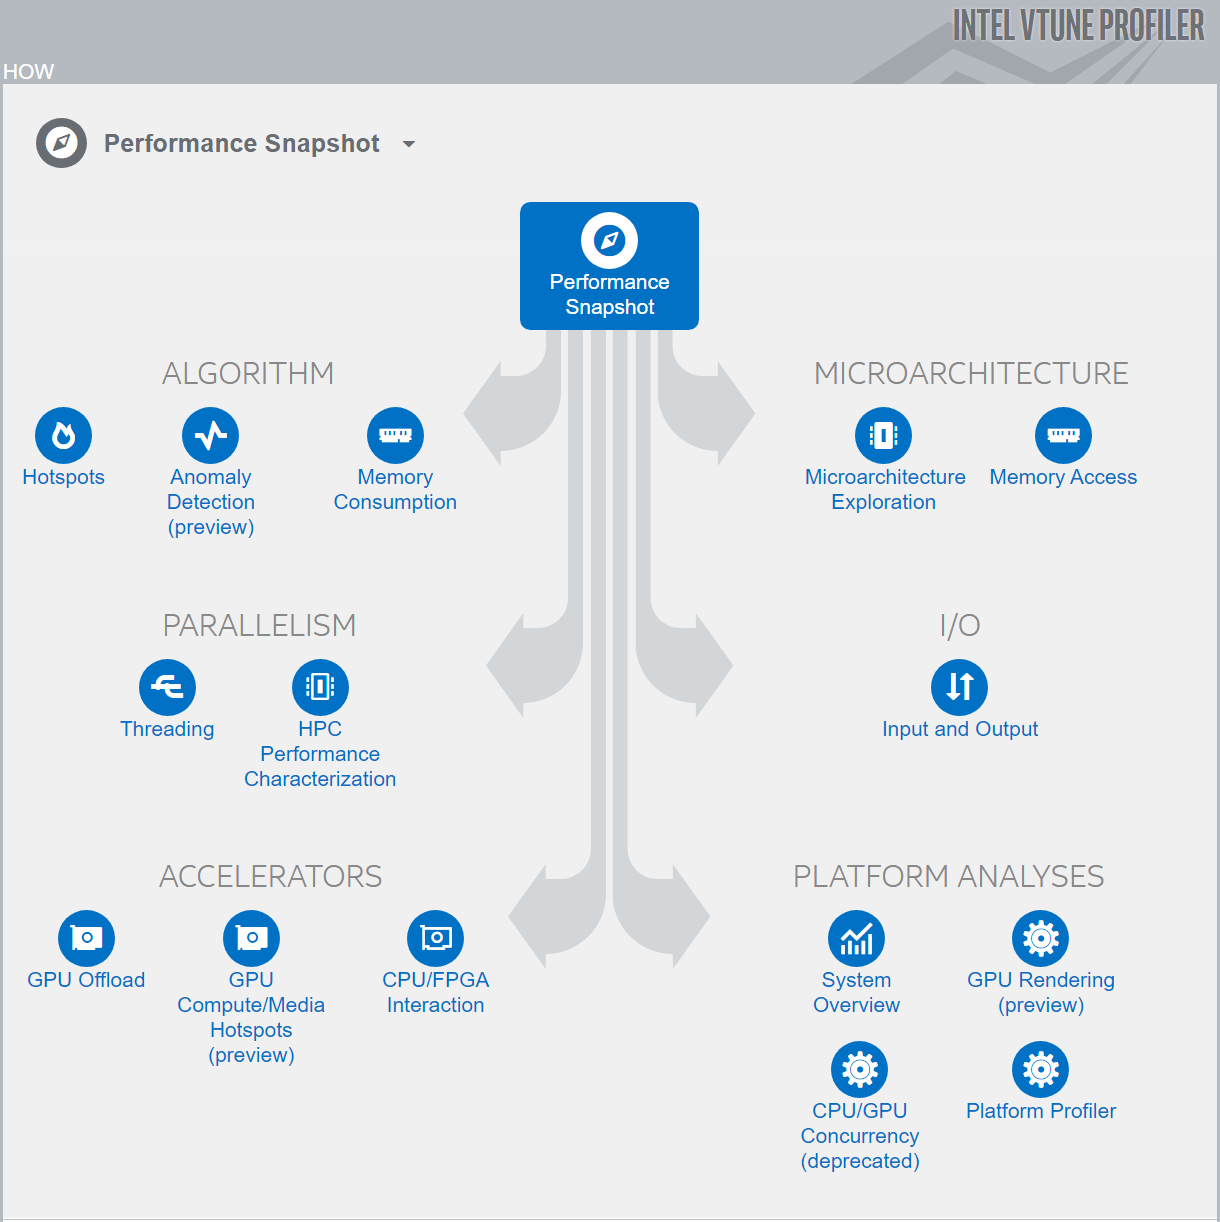 INTEL VTUNE PROFILER
HOW
Performance Snapshot
Performance
Snapshot
ALGORITHM
Hotspots
Anomaly
Detection
(preview)
Memory
Consumption
MICROARCHITECTURE
Microarchitecture
Exploration
Memory Access
PARALLELISM
Threading
HPC
Performance
Characterization
I/O
Input and Output
ACCELERATORS
GPU Offload
GPU
Compute/Media
Hotspots
(preview)
CPU/FPGA
Interaction
PLATFORM ANALYSES
System
Overview
GPU Rendering
(preview)
CPU/GPU
Concurrency
(deprecated)
Platform Profiler